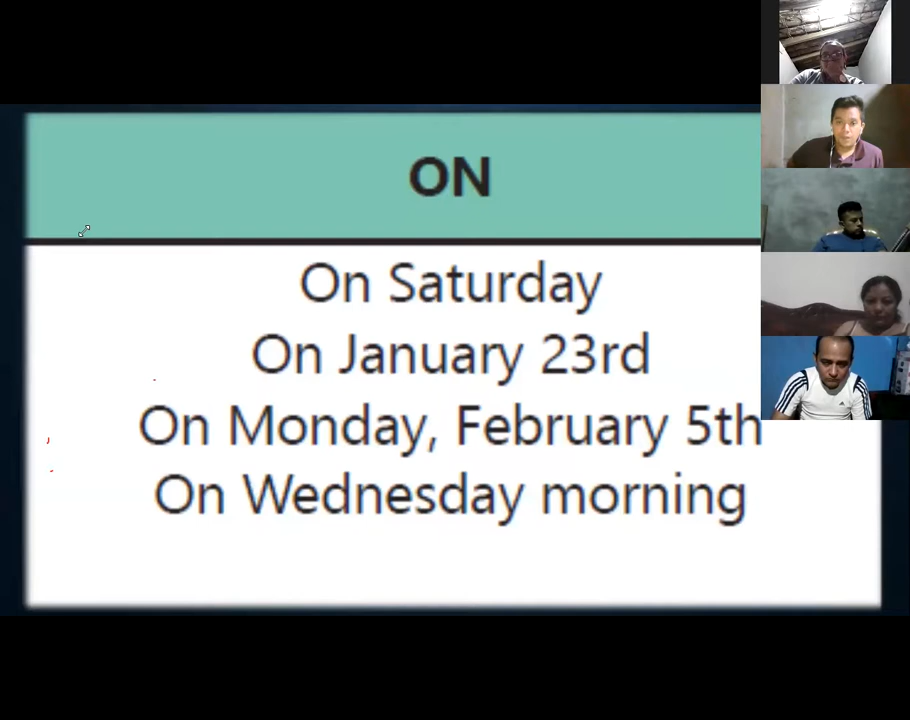 ON
On Saturday
On January 23rd
On Monday, February 5th
On Wednesday morning